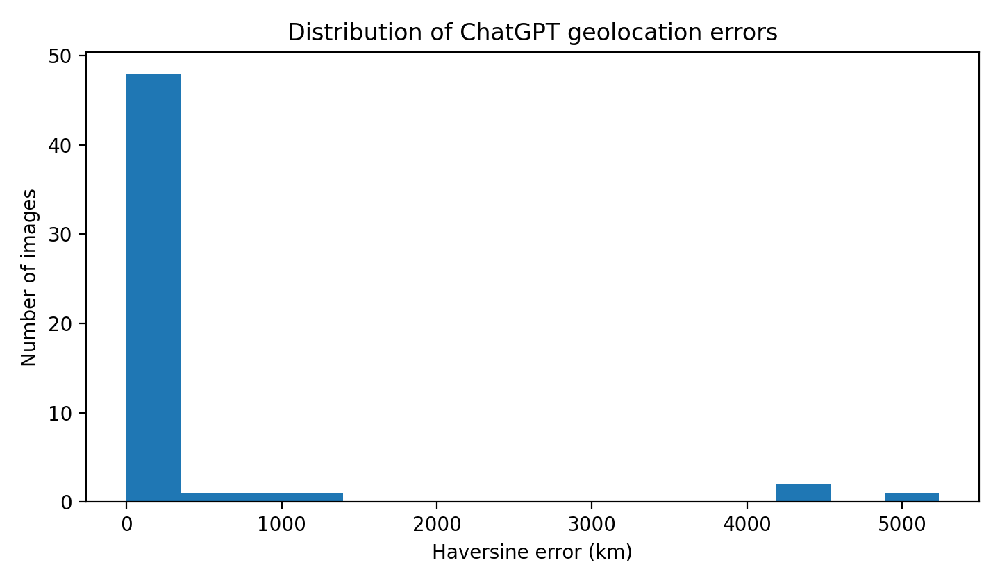 Distribution of ChatGPT geolocation errors
50
40
30
20
10
0
Number of images
0 1000 2000 3000 4000 5000
Haversine error (km)